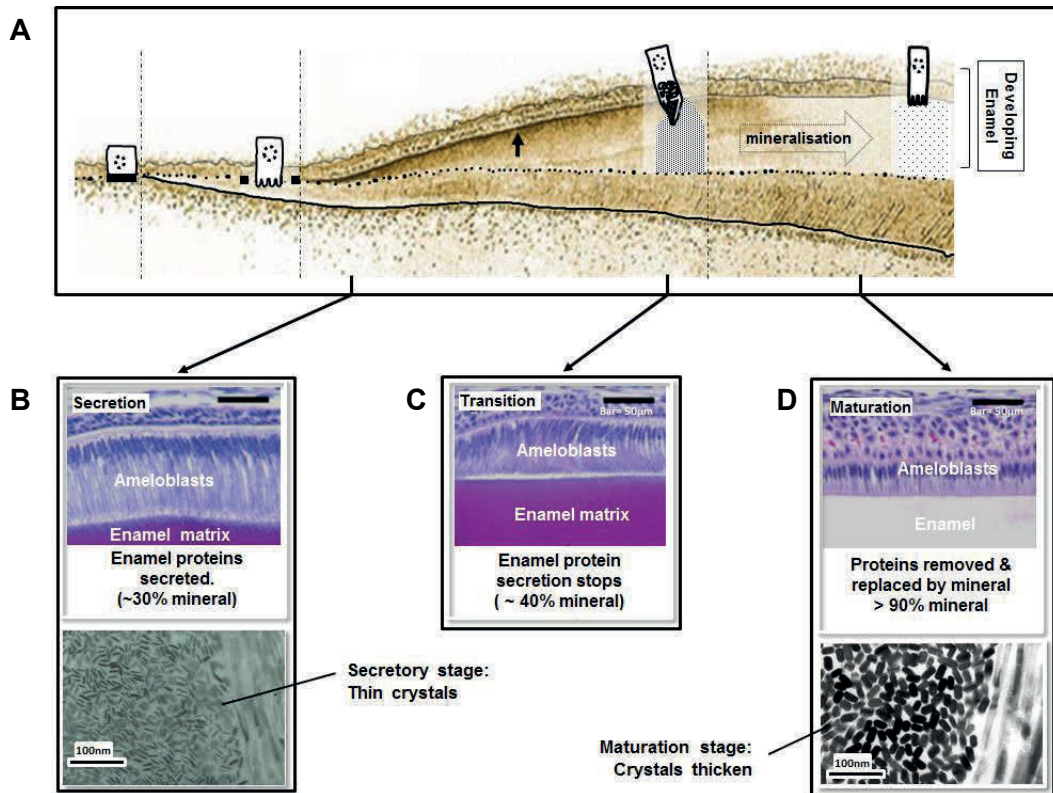 A
mineralisation
Developing
Enamel
B
Secretion
Ameloblasts
Enamel matrix
Enamel proteins
secreted.
(~30% mineral)
100nm
Secretory stage:
Thin crystals
C
Transition
Bar= 50µm
Ameloblasts
Enamel matrix
Enamel protein
secretion stops
( ~ 40% mineral)
D
Maturation
Bar= 50µm
Ameloblasts
Enamel
Proteins removed &
replaced by mineral
> 90% mineral
Maturation stage:
Crystals thicken
100nm